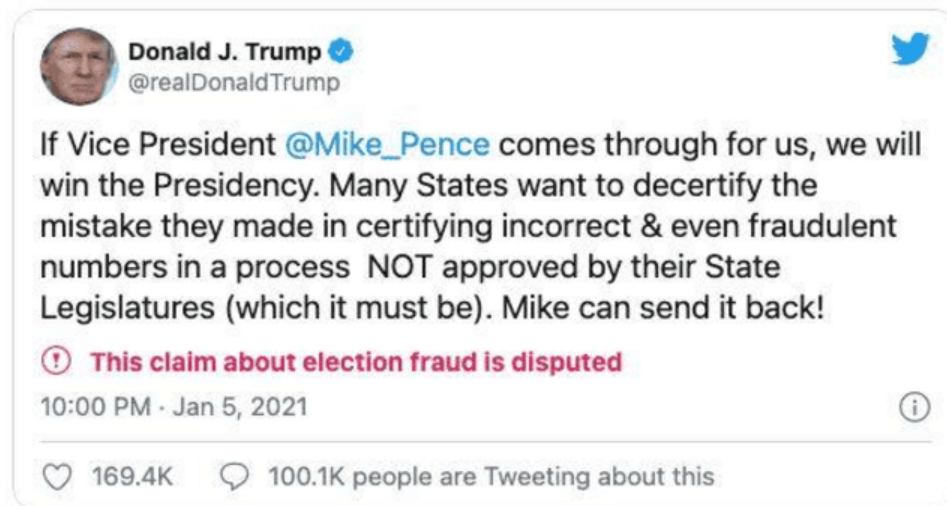 Donald J. Trump
@realDonaldTrump
If Vice President @Mike_Pence comes through for us, we will
win the Presidency. Many States want to decertify the
mistake they made in certifying incorrect & even fraudulent
numbers in a process  NOT approved by their State
Legislatures (which it must be). Mike can send it back!
This claim about election fraud is disputed
10:00 PM · Jan 5, 2021
169.4K 100.1K people are Tweeting about this